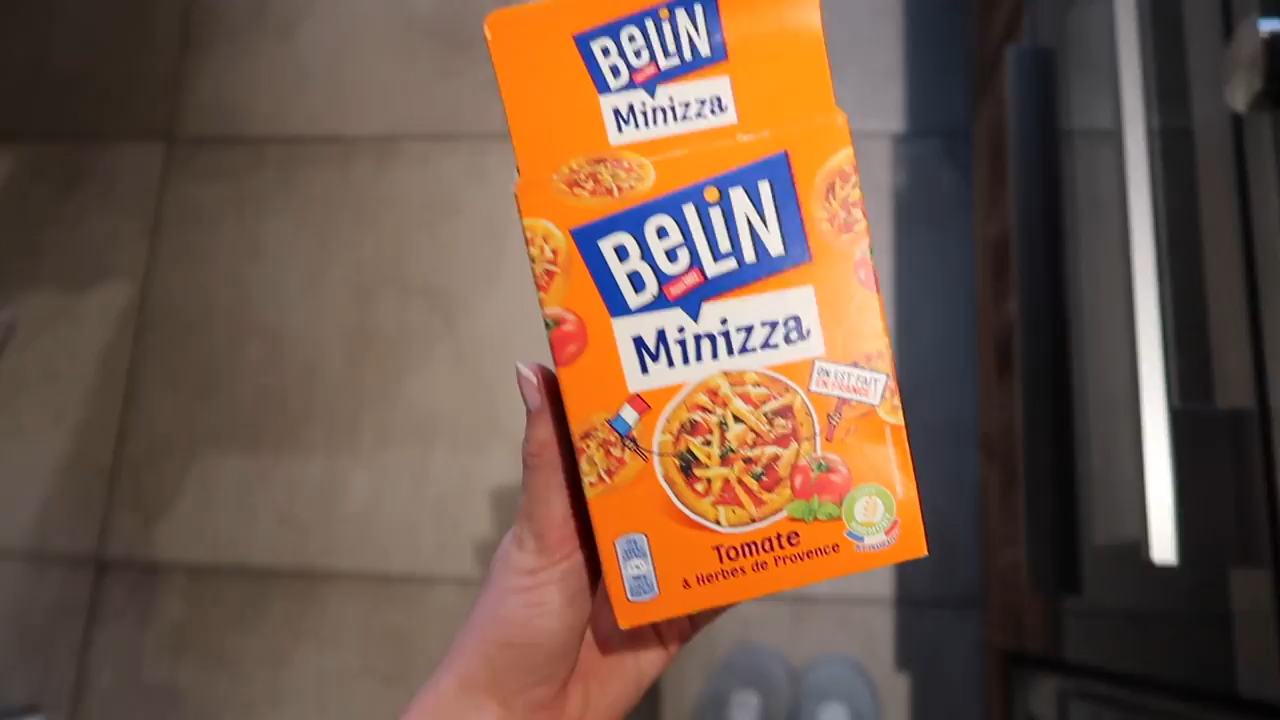 BeLiN
Minizza
BeLiN
Minizza
ON EST FAIT
EN FRANCE
Tomate
& Herbes de Provence